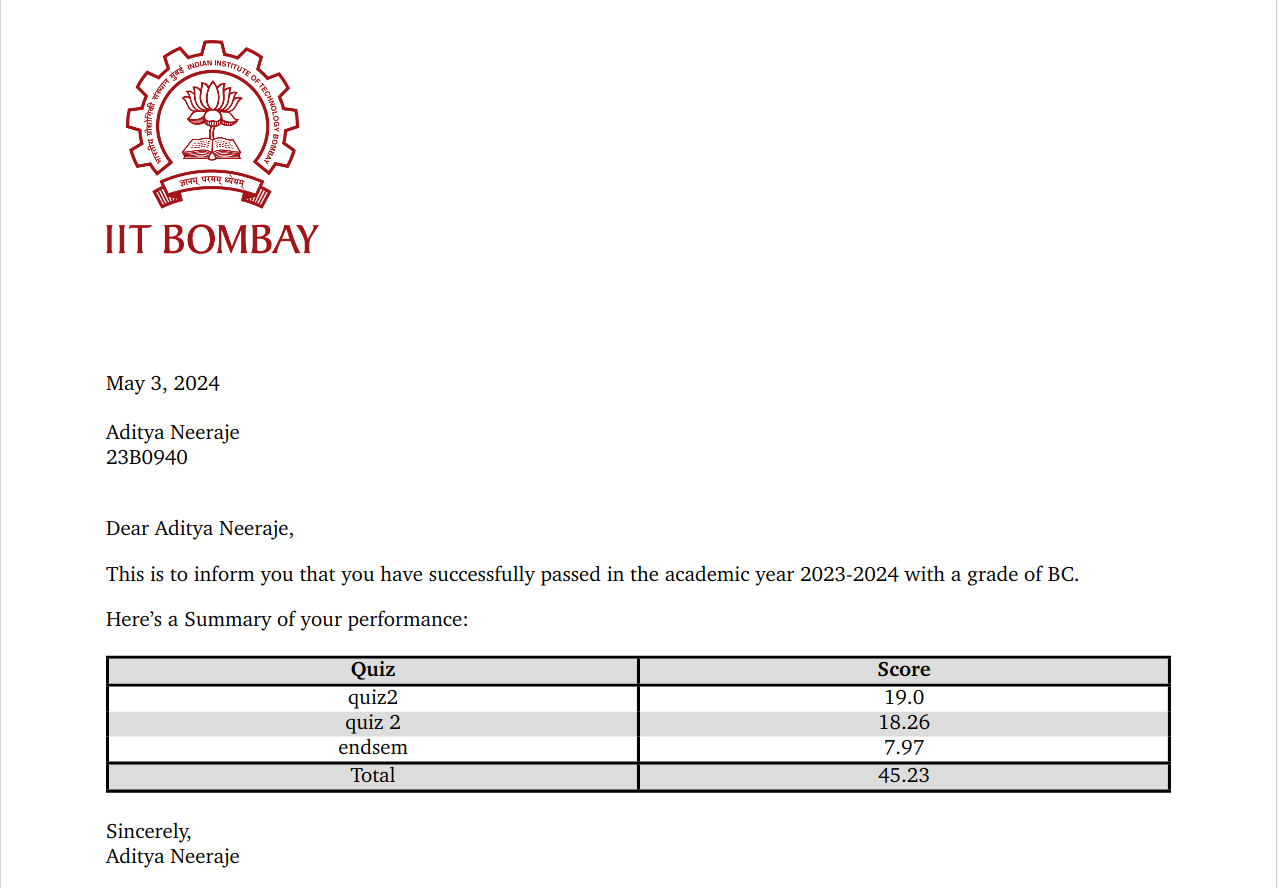 भारतीय प्रौद्योगिकी संस्थान मुंबई INDIAN INSTITUTE OF TECHNOLOGY BOMBAY
ज्ञानम् परमम् ध्येयम्
IIT BOMBAY
May 3, 2024
Aditya Neeraje
23B0940
Dear Aditya Neeraje,
This is to inform you that you have successfully passed in the academic year 2023-2024 with a grade of BC.
Here’s a Summary of your performance:
Quiz Score
quiz2 19.0
quiz 2 18.26
endsem 7.97
Total 45.23
Sincerely,
Aditya Neeraje